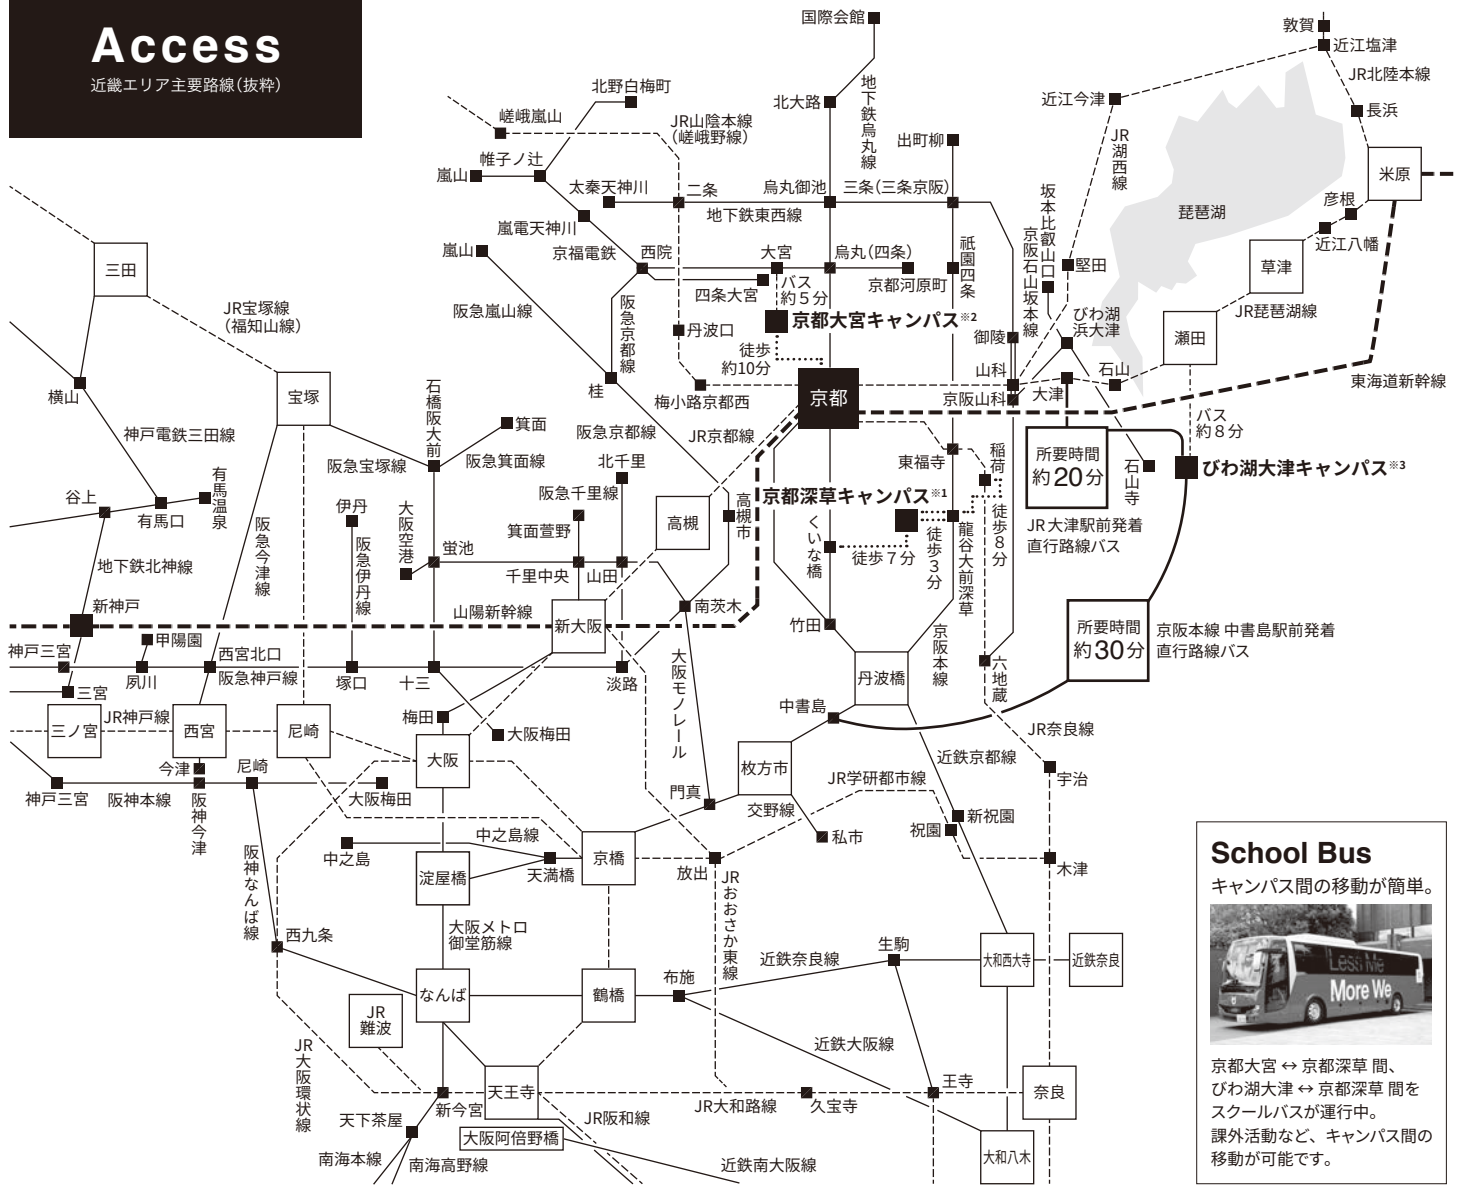 Access
近畿エリア主要路線（抜粋）
国際会館
敦賀
近江塩津
JR北陸本線
北野白梅町
北大路
地下鉄烏丸線
近江今津
長浜
嵯峨嵐山
JR山陰本線
（嵯峨野線）
出町柳
JR湖西線
嵐山
帷子ノ辻
太秦天神川
二条
烏丸御池
三条（三条京阪）
坂本比叡山口
米原
彦根
地下鉄東西線
琵琶湖
近江八幡
嵐電天神川
嵐山
京福電鉄
西院
大宮
烏丸（四条）
祇園四条
京阪石山坂本線
堅田
草津
三田
四条大宮
バス
約５分
京都河原町
JR宝塚線
（福知山線）
阪急嵐山線
阪急京都線
丹波口
京都大宮キャンパス※2
御陵
びわ湖
浜大津
JR琵琶湖線
瀬田
徒歩
約10分
山科
石山
横山
宝塚
石橋阪大前
桂
梅小路京都西
京都
京阪山科
大津
東海道新幹線
箕面
神戸電鉄三田線
阪急宝塚線
阪急箕面線
阪急京都線
JR京都線
バス
約８分
北千里
東福寺
稲荷
所要時間
約20分
石山寺
びわ湖大津キャンパス※3
有馬温泉
谷上
有馬口
阪急今津線
伊丹
阪急伊丹線
大阪空港
阪急千里線
箕面萱野
高槻
高槻市
京都深草キャンパス※1
くいな橋
徒歩７分
徒歩３分
龍谷大前深草
徒歩８分
JR大津駅前発着
直行路線バス
蛍池
千里中央
山田
地下鉄北神線
新神戸
山陽新幹線
新大阪
南茨木
竹田
所要時間
約30分
京阪本線 中書島駅前発着
直行路線バス
神戸三宮
甲陽園
夙川
西宮北口
阪急神戸線
塚口
十三
淡路
大阪モノレール
京阪本線
丹波橋
六地蔵
三宮
三ノ宮
JR神戸線
西宮
尼崎
梅田
大阪梅田
中書島
JR奈良線
近鉄京都線
今津
尼崎
大阪
枚方市
JR学研都市線
宇治
神戸三宮
阪神本線
阪神今津
大阪梅田
門真
交野線
私市
新祝園
祝園
中之島
中之島線
天満橋
京橋
放出
木津
阪神なんば線
淀屋橋
JRおおさか東線
School Bus
キャンパス間の移動が簡単。
Less Me
More We
西九条
大阪メトロ
御堂筋線
布施
近鉄奈良線
生駒
大和西大寺
近鉄奈良
なんば
鶴橋
JR
難波
近鉄大阪線
JR大阪環状線
新今宮
天王寺
JR大和路線
久宝寺
王寺
奈良
天下茶屋
JR阪和線
大阪阿倍野橋
大和八木
南海本線
南海高野線
近鉄南大阪線
京都大宮 ↔ 京都深草 間、
びわ湖大津 ↔ 京都深草 間を
スクールバスが運行中。
課外活動など、キャンパス間の
移動が可能です。